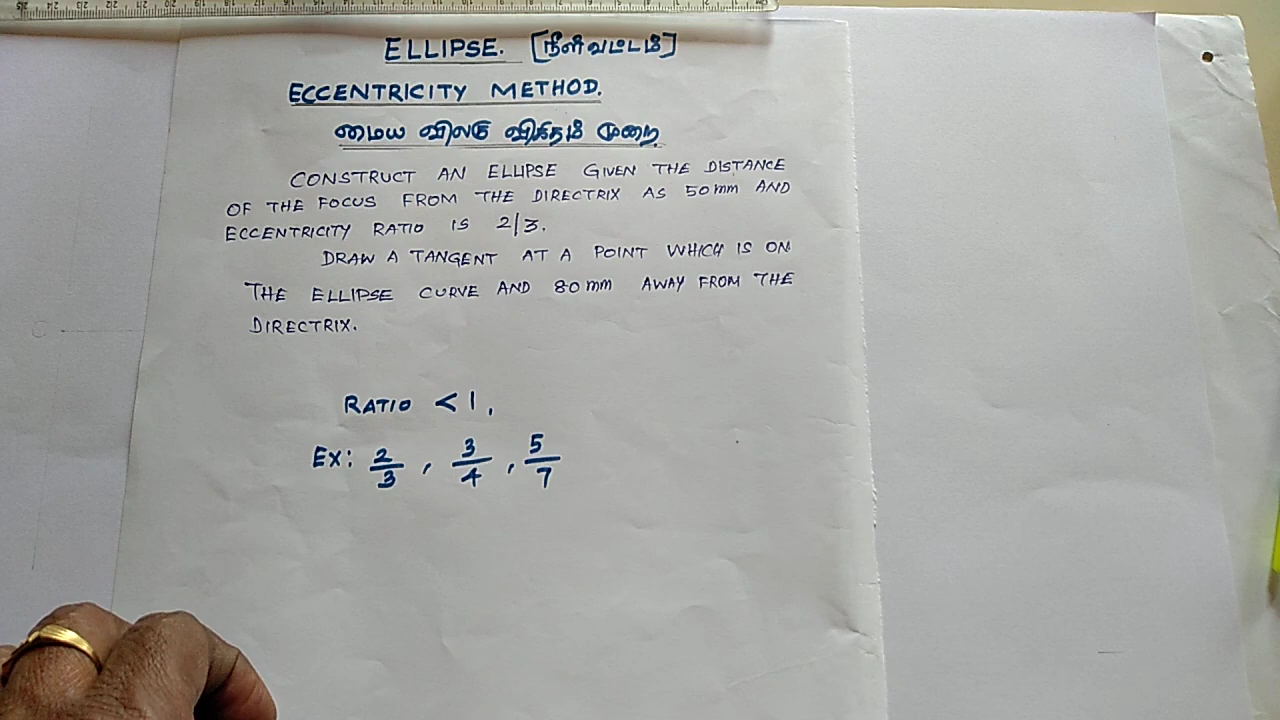 ELLIPSE. [நீள்வட்டம்]
ECCENTRICITY METHOD.
மைய விலகு விகிதம் முறை.
CONSTRUCT AN ELLIPSE GIVEN THE DISTANCE
OF THE FOCUS FROM THE DIRECTRIX AS 50mm AND
ECCENTRICITY RATIO IS 2/3.
DRAW A TANGENT AT A POINT WHICH IS ON
THE ELLIPSE CURVE AND 80mm AWAY FROM THE
DIRECTRIX.
RATIO < 1,
EX: 2/3, 3/4, 5/7